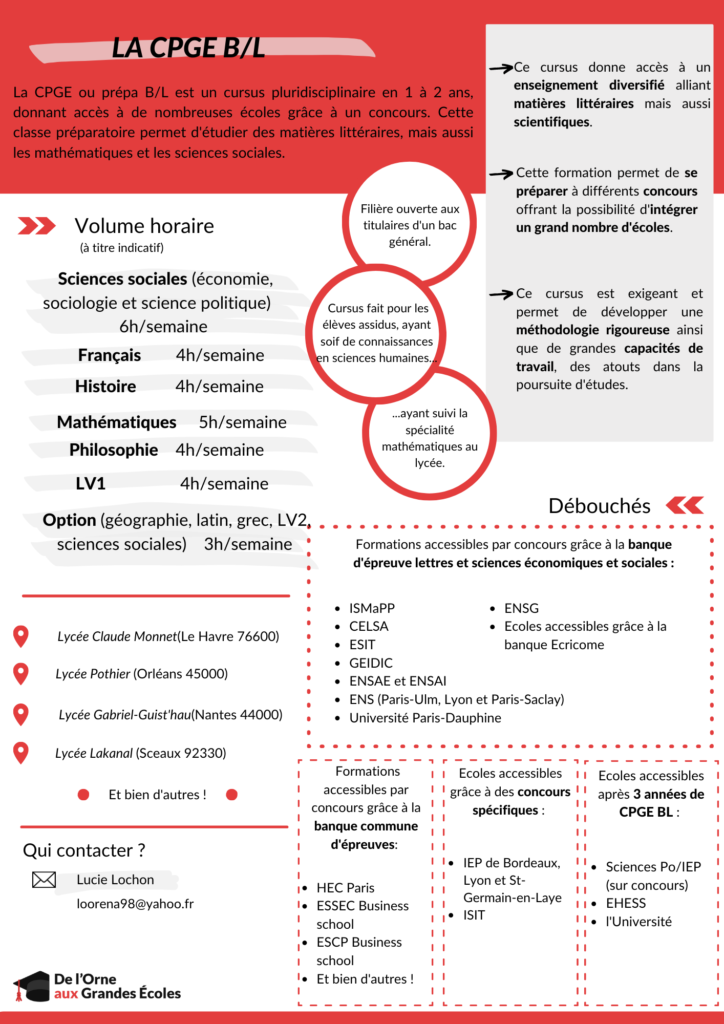 LA CPGE B/L
La CPGE ou prépa B/L est un cursus pluridisciplinaire en 1 à 2 ans,
donnant accès à de nombreuses écoles grâce à un concours. Cette
classe préparatoire permet d'étudier des matières littéraires, mais aussi
les mathématiques et les sciences sociales.
Ce cursus donne accès à un
enseignement diversifié alliant
matières littéraires mais aussi
scientifiques.
Cette formation permet de se
préparer à différents concours
offrant la possibilité d'intégrer
un grand nombre d'écoles.
Ce cursus est exigeant et
permet de développer une
méthodologie rigoureuse ainsi
que de grandes capacités de
travail, des atouts dans la
poursuite d'études.
Filière ouverte aux
titulaires d'un bac
général.
Cursus fait pour les
élèves assidus, ayant
soif de connaissances
en sciences humaines...
...ayant suivi la
spécialité
mathématiques au
lycée.
Volume horaire
(à titre indicatif)
Sciences sociales (économie,
sociologie et science politique)
6h/semaine
Français 4h/semaine
Histoire 4h/semaine
Mathématiques 5h/semaine
Philosophie 4h/semaine
LV1 4h/semaine
Option (géographie, latin, grec, LV2,
sciences sociales) 3h/semaine
Lycée Claude Monnet(Le Havre 76600)
Lycée Pothier (Orléans 45000)
Lycée Gabriel-Guist'hau(Nantes 44000)
Lycée Lakanal (Sceaux 92330)
Et bien d'autres !
Qui contacter ?
Lucie Lochon
loorena98@yahoo.fr
De l'Orne
aux Grandes Écoles
Débouchés
Formations accessibles par concours grâce à la banque
d'épreuve lettres et sciences économiques et sociales :
• ISMaPP
• CELSA
• ESIT
• GEIDIC
• ENSAE et ENSAI
• ENS (Paris-Ulm, Lyon et Paris-Saclay)
• Université Paris-Dauphine
• ENSG
• Ecoles accessibles grâce à la
banque Ecricome
Formations
accessibles par
concours grâce à la
banque commune
d'épreuves:
• HEC Paris
• ESSEC Business
school
• ESCP Business
school
• Et bien d'autres !
Ecoles accessibles
grâce à des concours
spécifiques :
• IEP de Bordeaux,
Lyon et St-
Germain-en-Laye
• ISIT
Ecoles accessibles
après 3 années de
CPGE BL :
• Sciences Po/IEP
(sur concours)
• EHESS
• l'Université